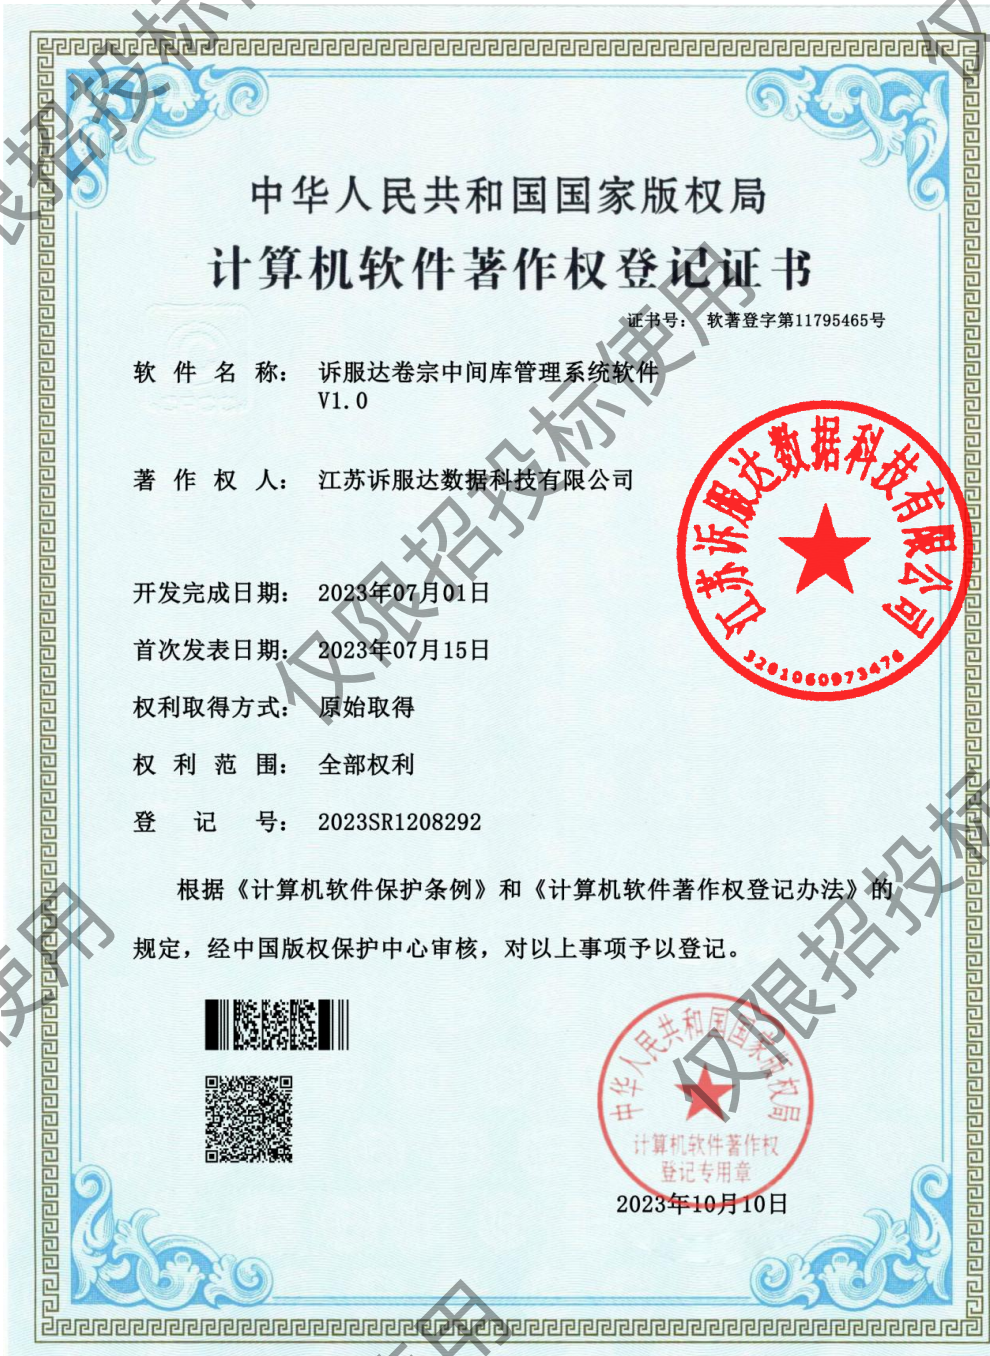 中华人民共和国国家版权局
计算机软件著作权登记证书
证书号： 软著登字第11795465号
软件名称： 诉服达卷宗中间库管理系统软件
V1.0
著作权人： 江苏诉服达数据科技有限公司
开发完成日期： 2023年07月01日
首次发表日期： 2023年07月15日
权利取得方式： 原始取得
权利范围： 全部权利
登记号： 2023SR1208292
根据《计算机软件保护条例》和《计算机软件著作权登记办法》的
规定，经中国版权保护中心审核，对以上事项予以登记。
江苏诉服达数据科技有限公司
3201060973476
中华人民共和国国家版权局
计算机软件著作权
登记专用章
2023年10月10日
仅限招投标使用
仅限招投标
限招投标
使用
使用
仅